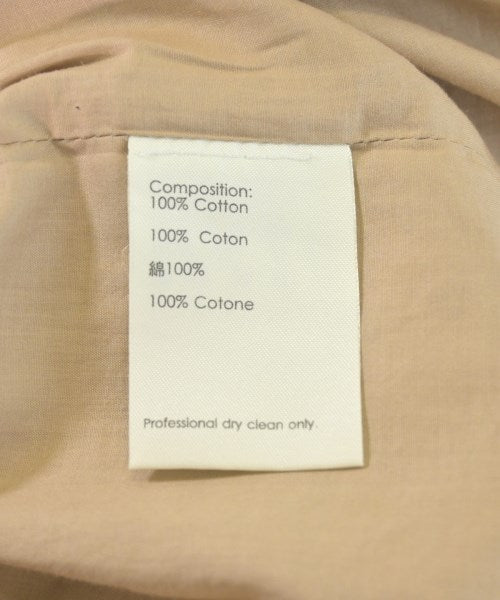 Composition:
100% Cotton
100% Coton
綿100%
100% Cotone
Professional dry clean only.